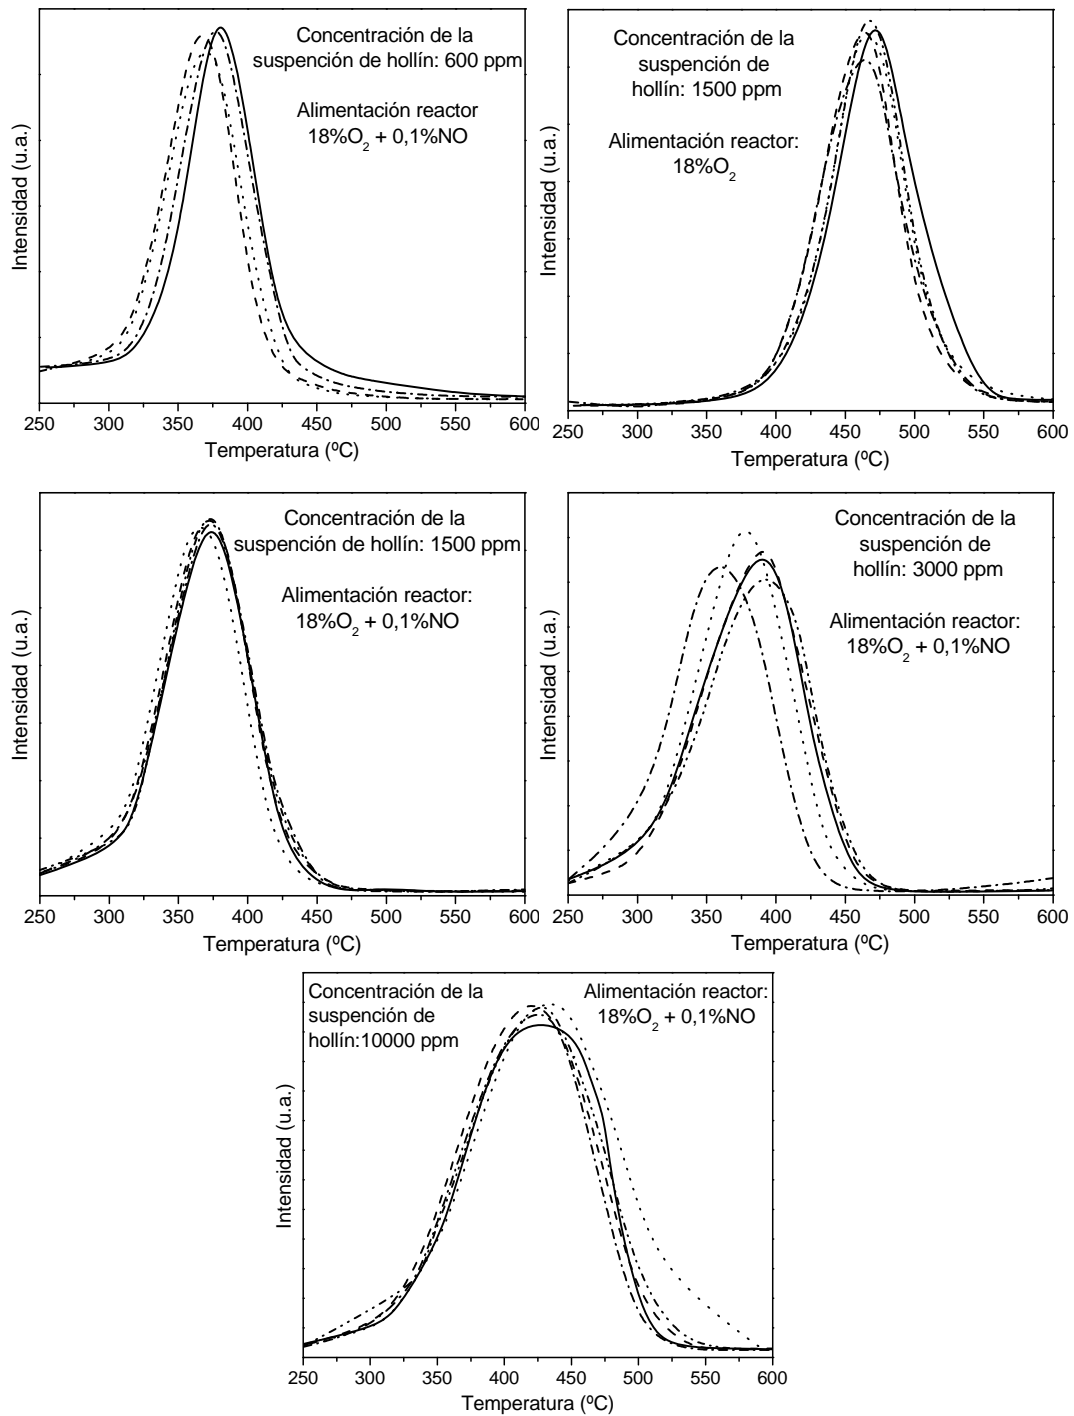 Concentración de la
suspención de hollín: 600 ppm
Alimentación reactor
18%O2 + 0,1%NO
Intensidad (u.a.)
250 300 350 400 450 500 550 600
Temperatura (ºC)
Concentración de la
suspención de
hollín: 1500 ppm
Alimentación reactor:
18%O2
Intensidad (u.a.)
250 300 350 400 450 500 550 600
Temperatura (ºC)
Concentración de la
suspención de hollín: 1500 ppm
Alimentación reactor:
18%O2 + 0,1%NO
Intensidad (u.a.)
250 300 350 400 450 500 550 600
Temperatura (ºC)
Concentración de la
suspención de
hollín: 3000 ppm
Alimentación reactor:
18%O2 + 0,1%NO
Intensidad (u.a.)
250 300 350 400 450 500 550 600
Temperatura (ºC)
Concentración de la
suspención de
hollín:10000 ppm
Alimentación reactor:
18%O2 + 0,1%NO
Intensidad (u.a.)
250 300 350 400 450 500 550 600
Temperatura (ºC)